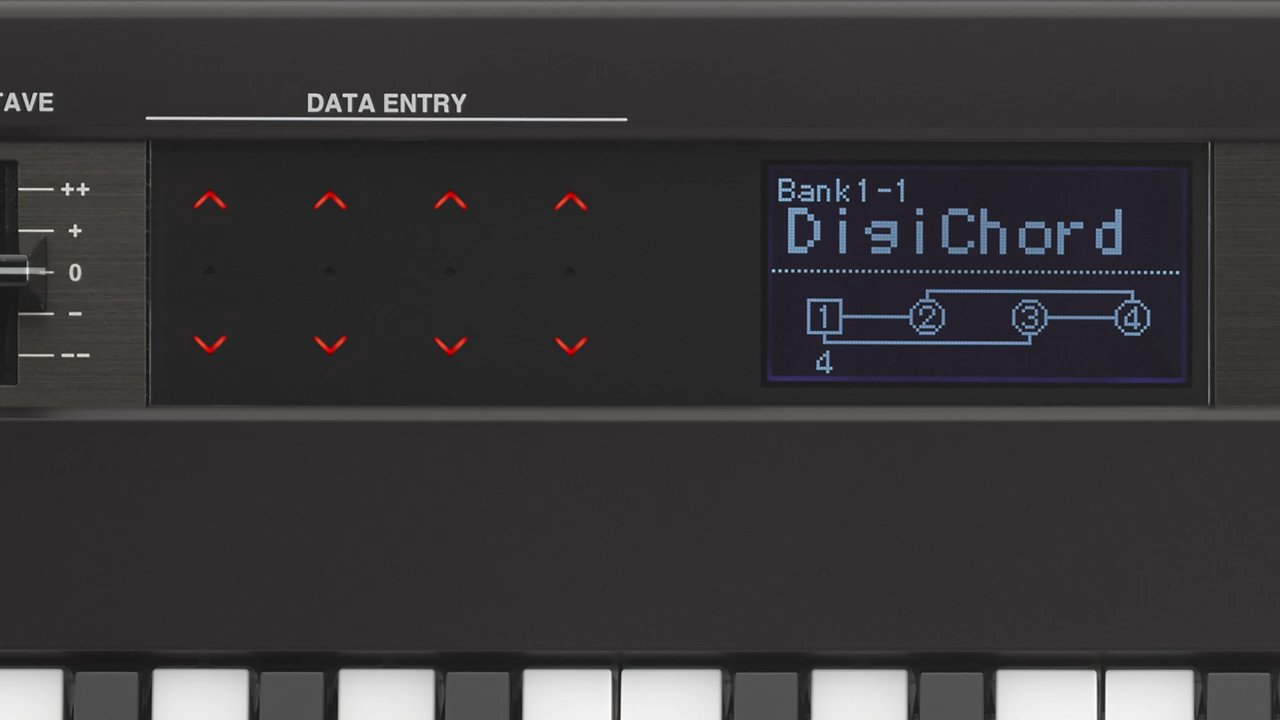 TAVE
DATA ENTRY
++
+
0
-
--
Bank1-1
DigiChord
1 2 3 4
4